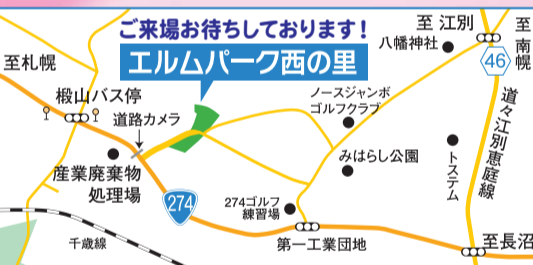 ご来場お待ちしております!
エルムパーク西の里
至札幌
椴山バス停
道路カメラ
産業廃棄物
処理場
274
千歳線
ノースジャンボ
ゴルフクラブ
みはらし公園
274ゴルフ
練習場
第一工業団地
八幡神社
至 江別
至 南幌
46
道々江別恵庭線
トステム
至長沼